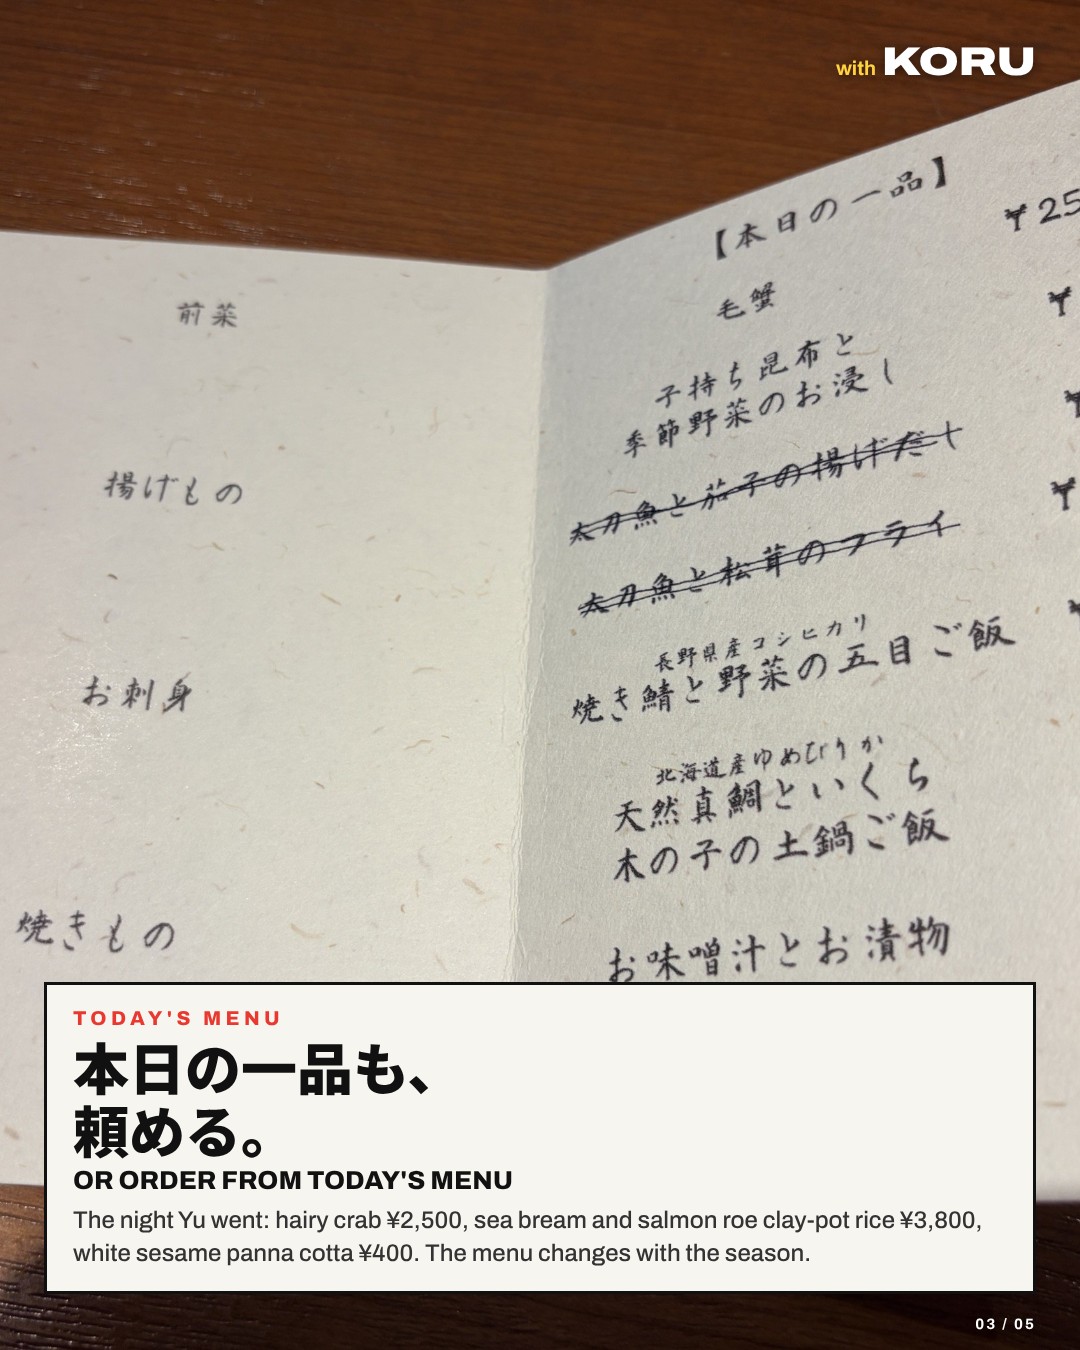 with KORU
前菜
揚げもの
お刺身
焼きもの
【本日の一品】
¥25
毛蟹
¥
子持ち昆布と
季節野菜のお浸し
¥
太刀魚と茄子の揚げだし
¥
太刀魚と松茸のフライ
¥
長野県産コシヒカリ
焼き鯖と野菜の五目ご飯
北海道産ゆめぴりか
天然真鯛といくら
木の子の土鍋ご飯
お味噌汁とお漬物
TODAY'S MENU
本日の一品も、
頼める。
OR ORDER FROM TODAY'S MENU
The night Yu went: hairy crab ¥2,500, sea bream and salmon roe clay-pot rice ¥3,800,
white sesame panna cotta ¥400. The menu changes with the season.
03 / 05